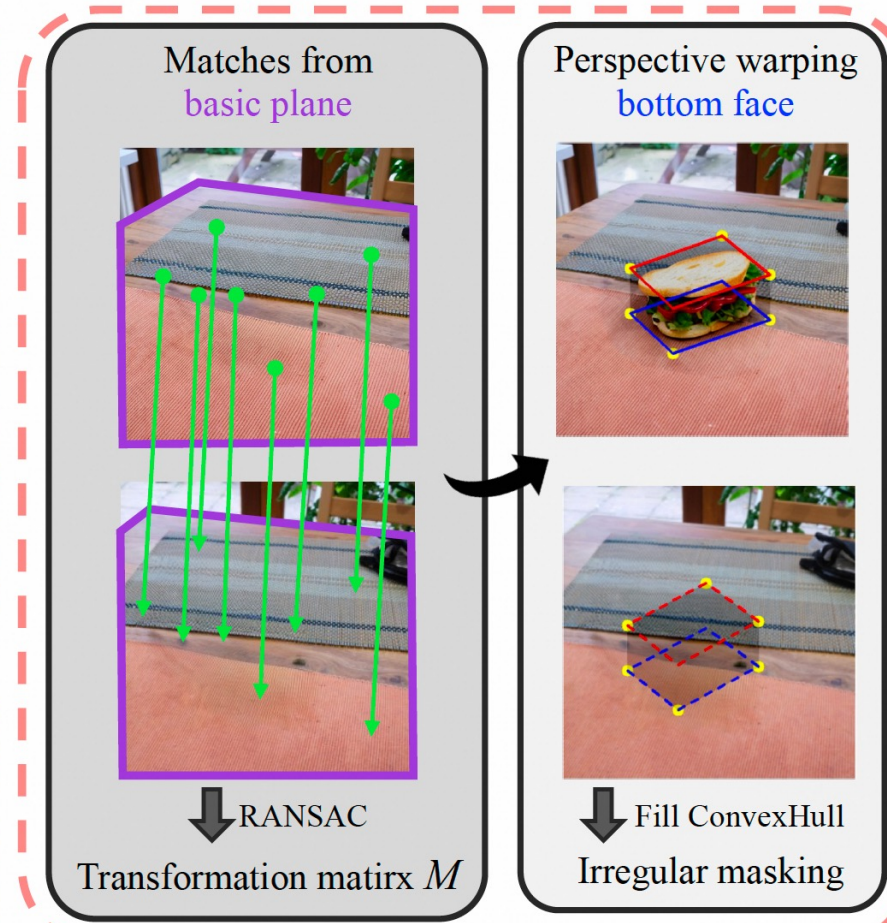 Matches from
basic plane
RANSAC
Transformation matirx M
Perspective warping
bottom face
Fill ConvexHull
Irregular masking